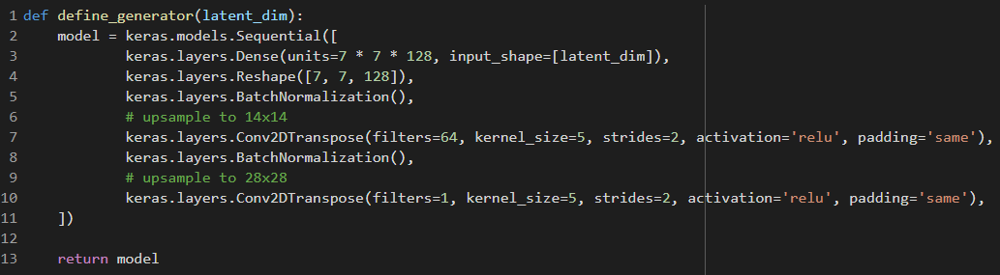 1 def define_generator(latent_dim):
2     model = keras.models.Sequential([
3             keras.layers.Dense(units=7 * 7 * 128, input_shape=[latent_dim]),
4             keras.layers.Reshape([7, 7, 128]),
5             keras.layers.BatchNormalization(),
6             # upsample to 14x14
7             keras.layers.Conv2DTranspose(filters=64, kernel_size=5, strides=2, activation='relu', padding='same'),
8             keras.layers.BatchNormalization(),
9             # upsample to 28x28
10             keras.layers.Conv2DTranspose(filters=1, kernel_size=5, strides=2, activation='relu', padding='same'),
11     ])
12
13     return model